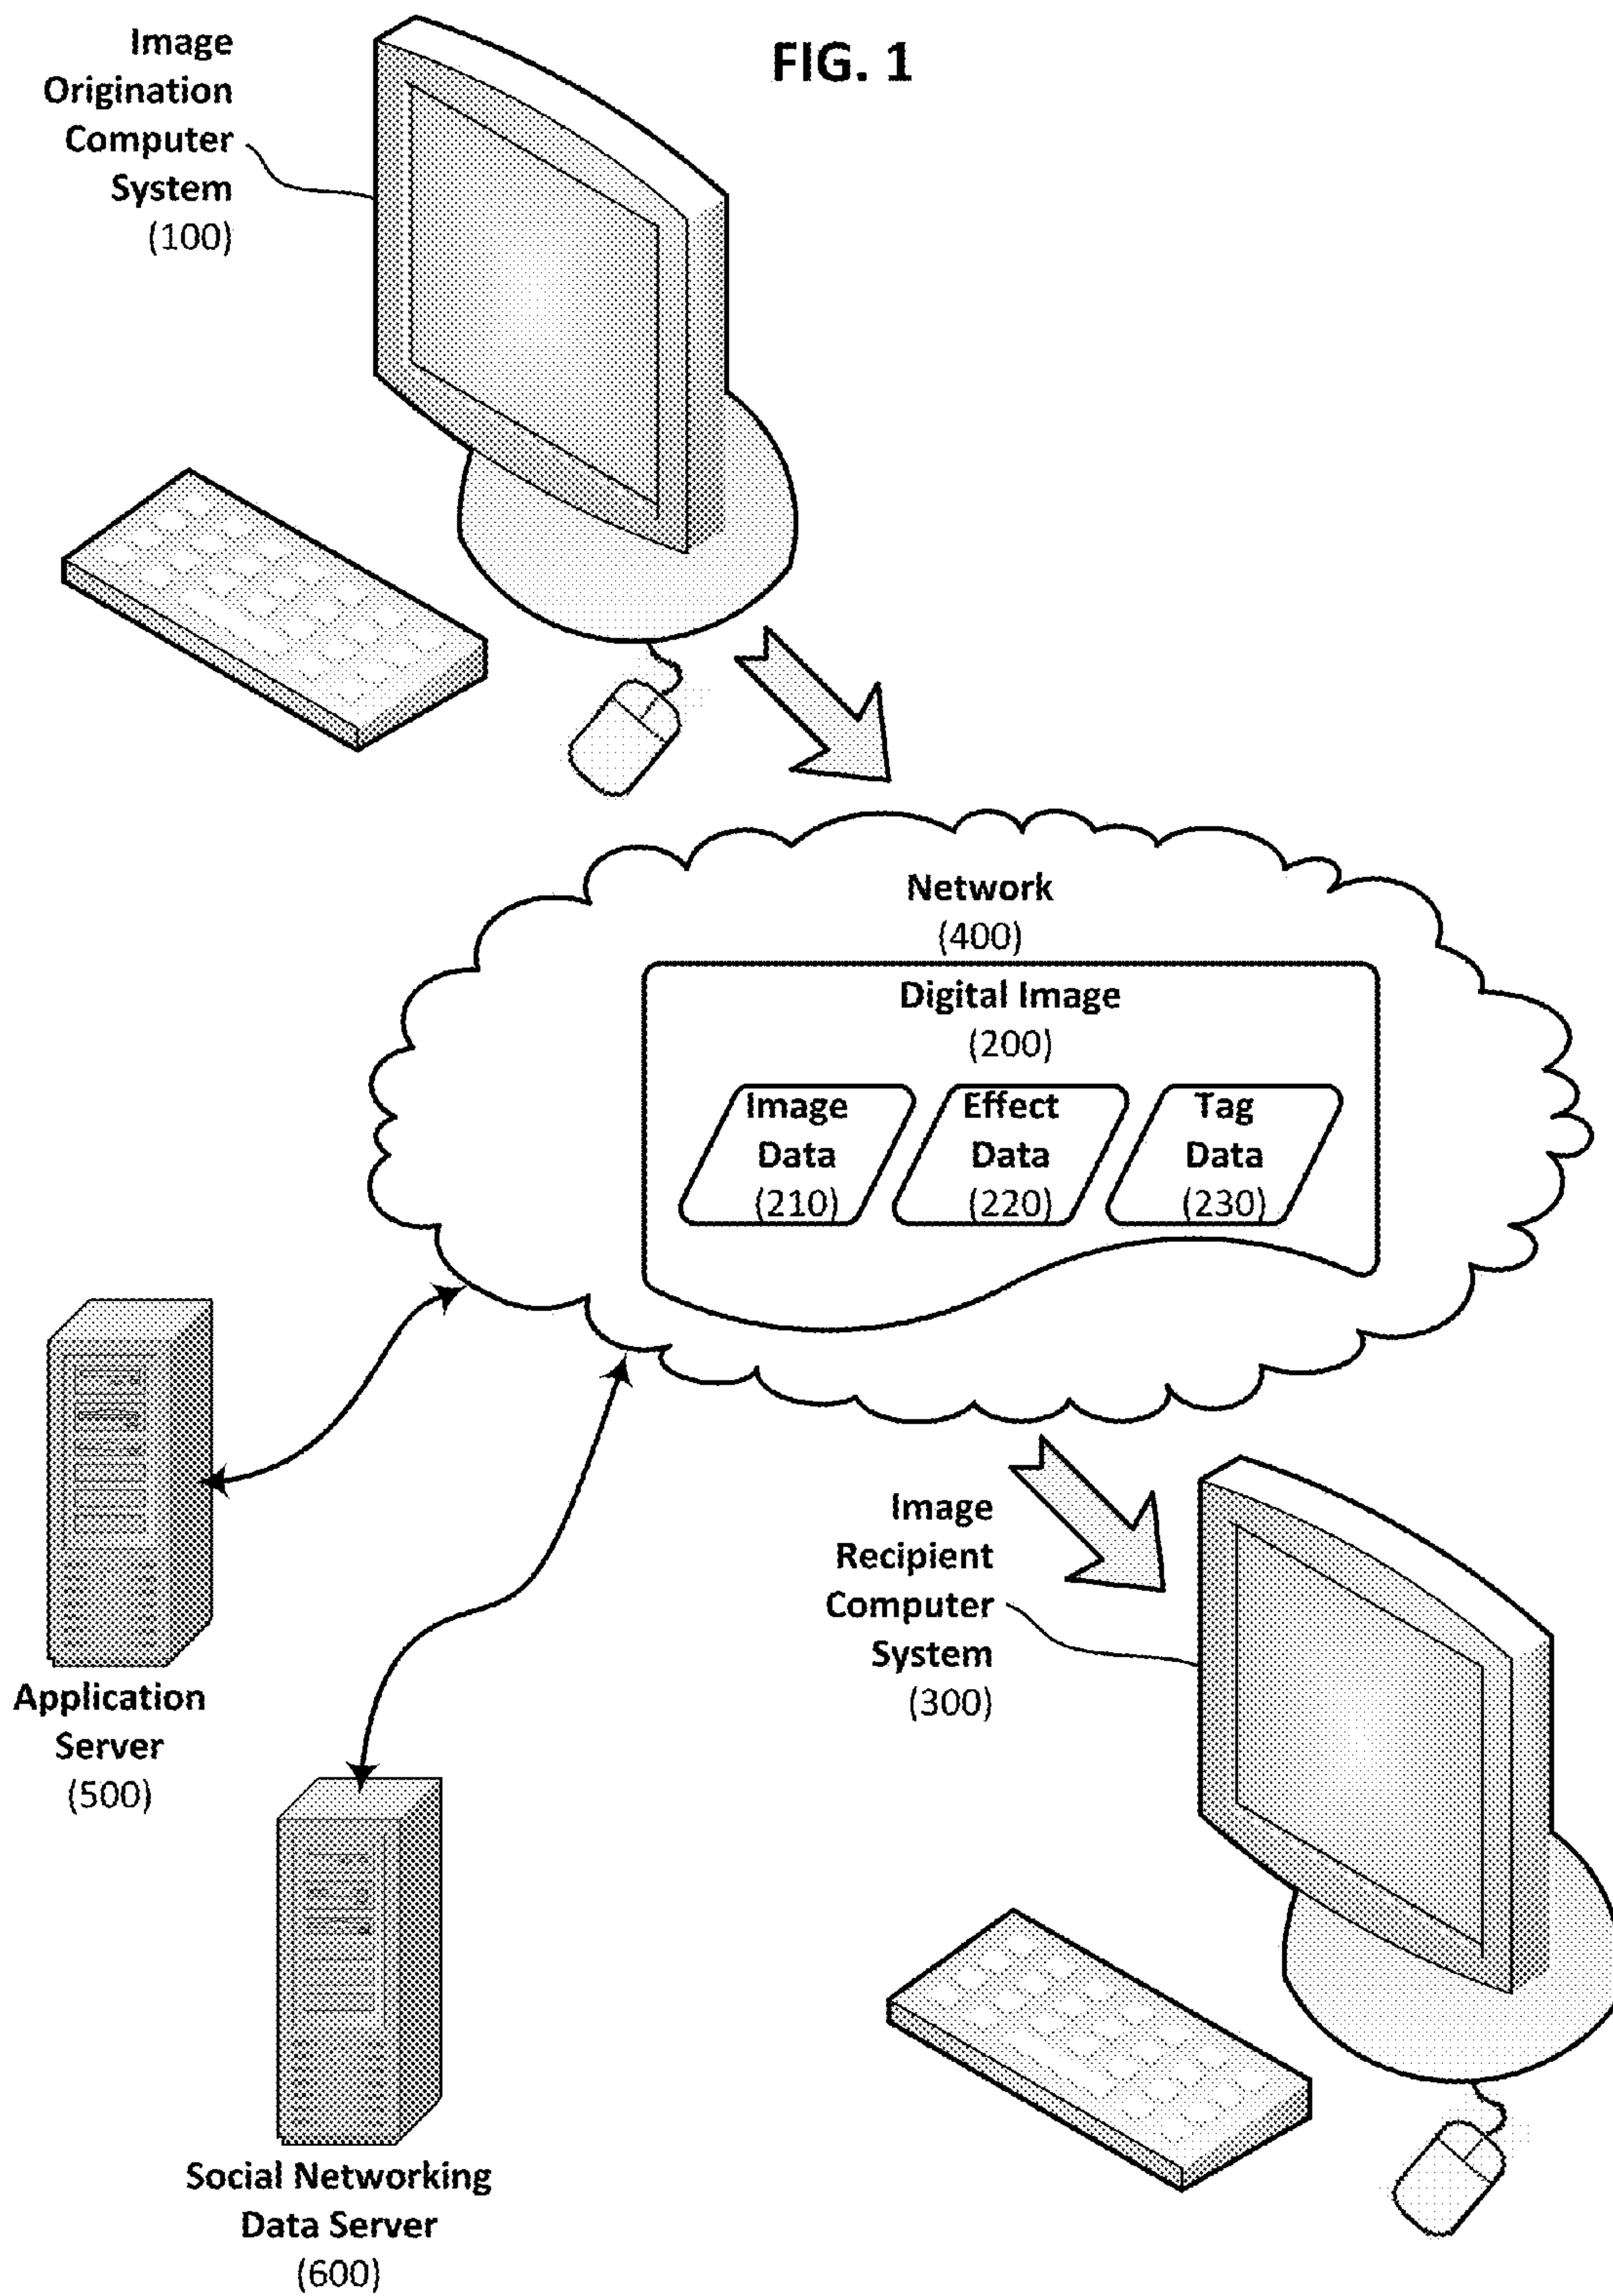 FIG. 1
Image
Origination
Computer
System
(100)
Network
(400)
Digital Image
(200)
Image
Data
(210)
Effect
Data
(220)
Tag
Data
(230)
Application
Server
(500)
Image
Recipient
Computer
System
(300)
Social Networking
Data Server
(600)